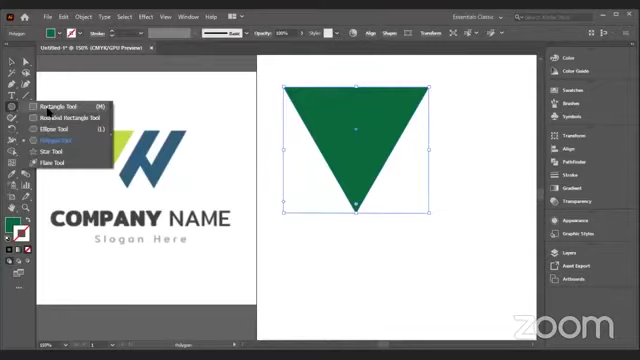 File Edit Object Type Select Effect View Window Help
Essentials Classic
Polygon
Stroke:
Basic
Opacity: 100%
Style:
Align
Shape:
Transform
Untitled-1* @ 150% (CMYK/GPU Preview)
Rectangle Tool (M)
Rounded Rectangle Tool
Ellipse Tool (L)
Polygon Tool
Star Tool
Flare Tool
COMPANY NAME
Slogan Here
Color
Color Guide
Swatches
Brushes
Symbols
Align
Pathfinder
Stroke
Gradient
Transparency
Appearance
Graphic Styles
Layers
Asset Export
Artboards
150%
1
Polygon
zoom